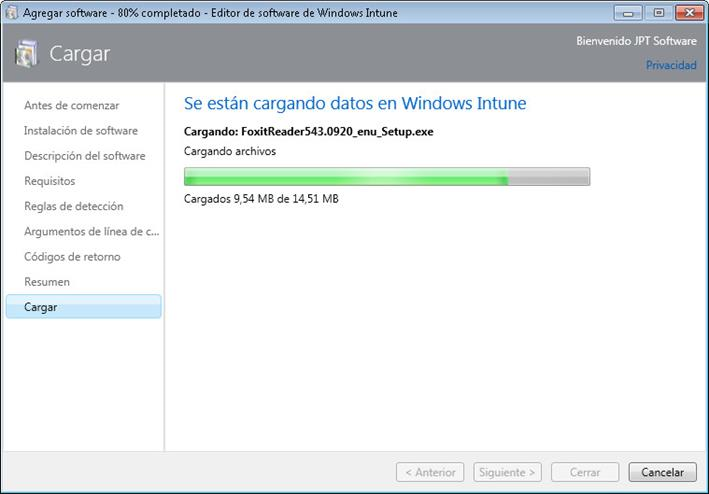 Agregar software - 80% completado - Editor de software de Windows Intune
Cargar
Bienvenido JPT Software
Privacidad
Antes de comenzar
Instalación de software
Descripción del software
Requisitos
Reglas de detección
Argumentos de línea de c...
Códigos de retorno
Resumen
Cargar
Se están cargando datos en Windows Intune
Cargando: FoxitReader543.0920_enu_Setup.exe
Cargando archivos
Cargados 9,54 MB de 14,51 MB
< Anterior
Siguiente >
Cerrar
Cancelar